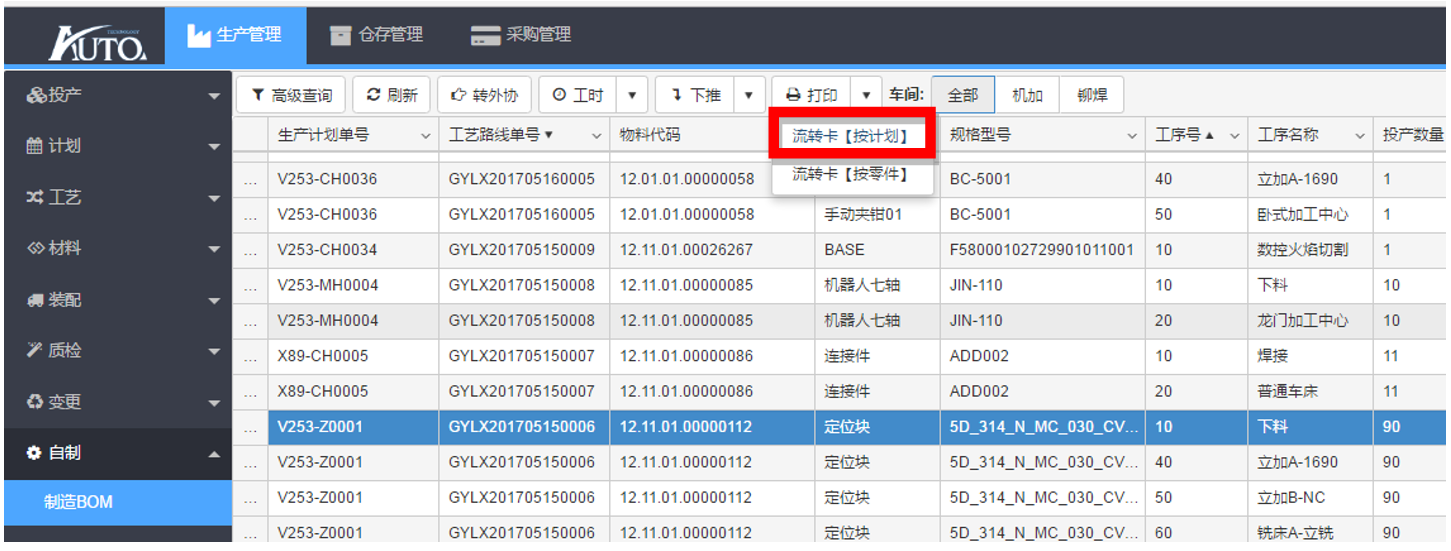 AUTO TECHNOLOGY 生产管理 仓存管理 采购管理
投产
计划
工艺
材料
装配
质检
变更
自制
制造BOM
高级查询 刷新 转外协 工时 下推 打印 车间: 全部 机加 铆焊
流转卡【按计划】
流转卡【按零件】
生产计划单号 工艺路线单号 物料代码 规格型号 工序号 工序名称 投产数量
... V253-CH0036 GYLX201705160005 12.01.01.00000058 BC-5001 40 立加A-1690 1
... V253-CH0036 GYLX201705160005 12.01.01.00000058 手动夹钳01 BC-5001 50 卧式加工中心 1
... V253-CH0034 GYLX201705150009 12.11.01.00026267 BASE F58000102729901011001 10 数控火焰切割 1
... V253-MH0004 GYLX201705150008 12.11.01.00000085 机器人七轴 JIN-110 10 下料 10
... V253-MH0004 GYLX201705150008 12.11.01.00000085 机器人七轴 JIN-110 20 龙门加工中心 10
... X89-CH0005 GYLX201705150007 12.11.01.00000086 连接件 ADD002 10 焊接 11
... X89-CH0005 GYLX201705150007 12.11.01.00000086 连接件 ADD002 20 普通车床 11
... V253-Z0001 GYLX201705150006 12.11.01.00000112 定位块 5D_314_N_MC_030_CV... 10 下料 90
... V253-Z0001 GYLX201705150006 12.11.01.00000112 定位块 5D_314_N_MC_030_CV... 40 立加A-1690 90
... V253-Z0001 GYLX201705150006 12.11.01.00000112 定位块 5D_314_N_MC_030_CV... 50 立加B-NC 90
... V253-Z0001 GYLX201705150006 12.11.01.00000112 定位块 5D_314_N_MC_030_CV... 60 铣床A-立铣 90